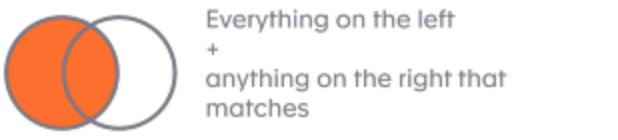 Everything on the left
+
anything on the right that
matches